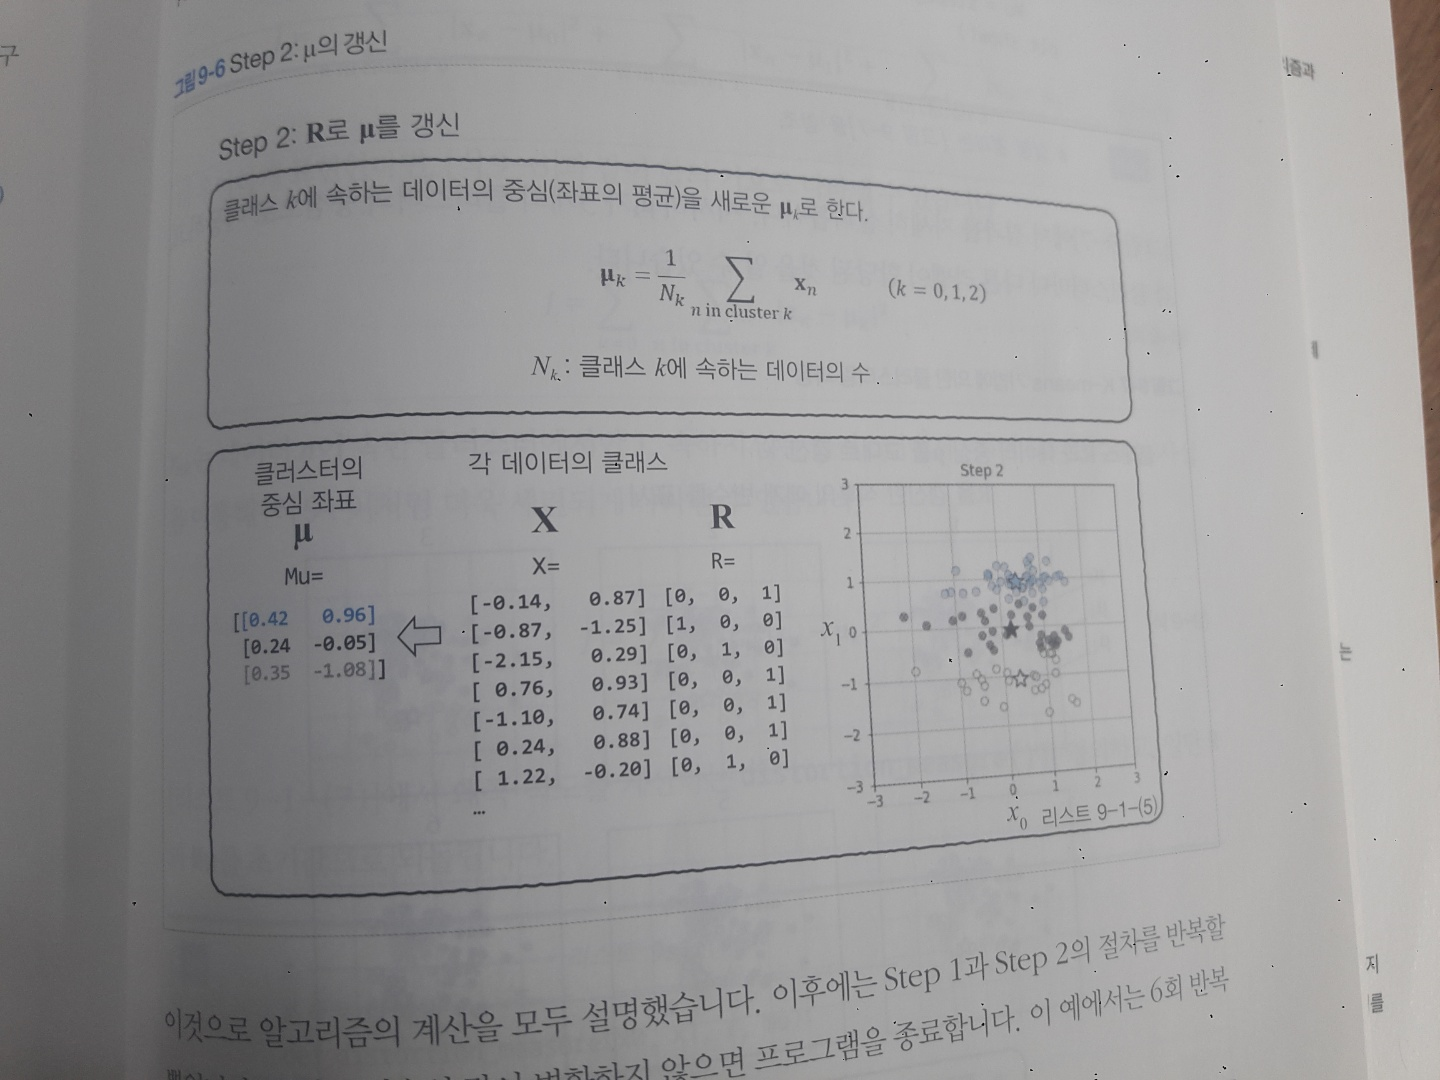 구
그림 9-6 Step 2: μ의 갱신
Step 2: R로 μ를 갱신
클래스 k에 속하는 데이터의 중심(좌표의 평균)을 새로운 μk로 한다.
μk = 1/Nk ∑ n in cluster k xn (k = 0,1,2)
Nk: 클래스 k에 속하는 데이터의 수
클러스터의
중심 좌표
μ
Mu=
[[0.42 0.96]
[0.24 -0.05]
[0.35 -1.08]]
각 데이터의 클래스
X R
X= R=
[-0.14, 0.87] [0, 0, 1]
[-0.87, -1.25] [1, 0, 0]
[-2.15, 0.29] [0, 1, 0]
[ 0.76, 0.93] [0, 0, 1]
[-1.10, 0.74] [0, 0, 1]
[ 0.24, 0.88] [0, 0, 1]
[ 1.22, -0.20] [0, 1, 0]
…
Step 2
3
2
1
x1 0
−1
−2
−3
−3 −2 −1 0 1 2 3
x0 리스트 9-1-(5)
이것으로 알고리즘의 계산을 모두 설명했습니다. 이후에는 Step 1과 Step 2의 절차를 반복할
변화하지 않으면 프로그램을 종료합니다. 이 예에서는 6회 반복
는
지
를